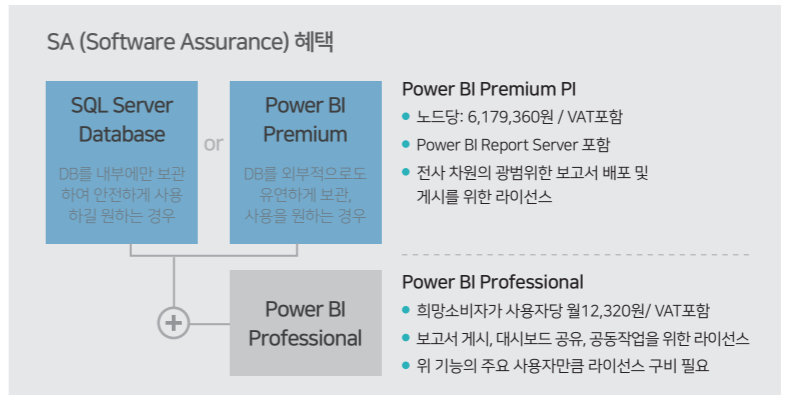 SA (Software Assurance) 혜택
SQL Server
Database
DB를 내부에만 보관
하여 안전하게 사용
하길 원하는 경우
or
Power BI
Premium
DB를 외부적으로도
유연하게 보관,
사용을 원하는 경우
Power BI Premium PI
노드당: 6,179,360원 / VAT포함
Power BI Report Server 포함
전사 차원의 광범위한 보고서 배포 및
게시를 위한 라이선스
Power BI
Professional
Power BI Professional
희망소비자가 사용자당 월12,320원/ VAT포함
보고서 게시, 대시보드 공유, 공동작업을 위한 라이선스
위 기능의 주요 사용자만큼 라이선스 구비 필요